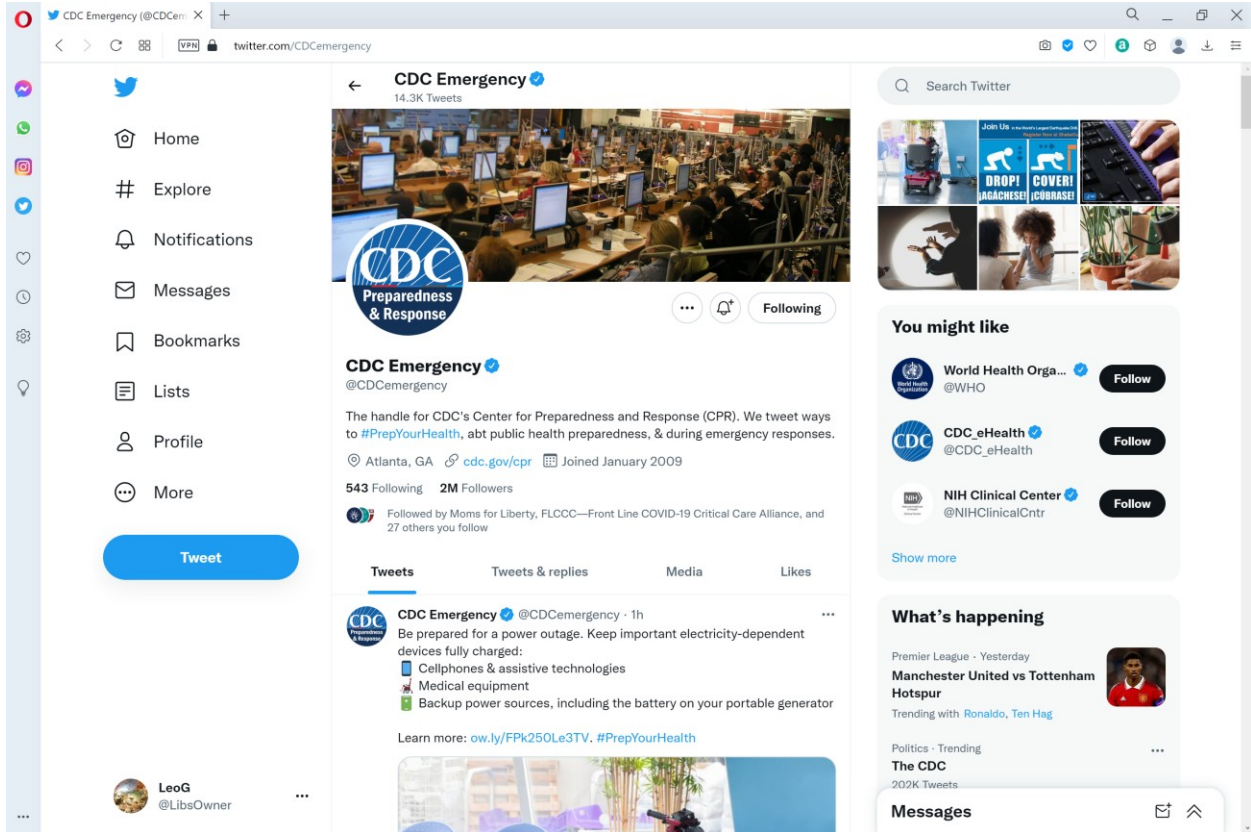 CDC Emergency (@CDCem
VPN
twitter.com/CDCemergency
Home
Explore
Notifications
Messages
Bookmarks
Lists
Profile
More
Tweet
LeoG
@LibsOwner
CDC Emergency
14.3K Tweets
CDC
Preparedness
& Response
Following
CDC Emergency
@CDCemergency
The handle for CDC's Center for Preparedness and Response (CPR). We tweet ways
to #PrepYourHealth, abt public health preparedness, & during emergency responses.
Atlanta, GA cdc.gov/cpr Joined January 2009
543 Following 2M Followers
Followed by Moms for Liberty, FLCCC—Front Line COVID-19 Critical Care Alliance, and
27 others you follow
Tweets Tweets & replies Media Likes
CDC
Preparedness
& Response
CDC Emergency @CDCemergency · 1h
Be prepared for a power outage. Keep important electricity-dependent
devices fully charged:
Cellphones & assistive technologies
Medical equipment
Backup power sources, including the battery on your portable generator
Learn more: ow.ly/FPk250Le3TV. #PrepYourHealth
Search Twitter
Join Us
DROP!
¡AGÁCHESE!
COVER!
¡CÚBRASE!
You might like
World Health Organization
World Health Orga...
@WHO
Follow
CDC
CDC_eHealth
@CDC_eHealth
Follow
NIH
NIH Clinical Center
@NIHClinicalCntr
Follow
Show more
What's happening
Premier League · Yesterday
Manchester United vs Tottenham
Hotspur
Trending with Ronaldo, Ten Hag
Politics · Trending
The CDC
202K Tweets
Messages